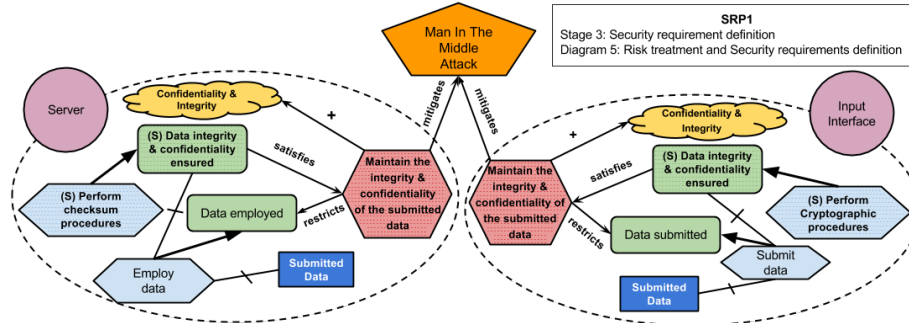 SRP1
Stage 3: Security requirement definition
Diagram 5: Risk treatment and Security requirements definition
Man In The
Middle
Attack
mitigates
mitigates
Server
Confidentiality &
Integrity
+
(S) Data integrity
& confidentiality
ensured
satisfies
Maintain the
integrity &
confidentiality
of the submitted
data
(S) Perform
checksum
procedures
Data employed
restricts
Employ
data
Submitted
Data
Input
Interface
Confidentiality &
Integrity
+
(S) Data integrity
& confidentiality
ensured
satisfies
Maintain the
integrity &
confidentiality of
the submitted
data
(S) Perform
Cryptographic
procedures
restricts
Data submitted
Submit
data
Submitted
Data